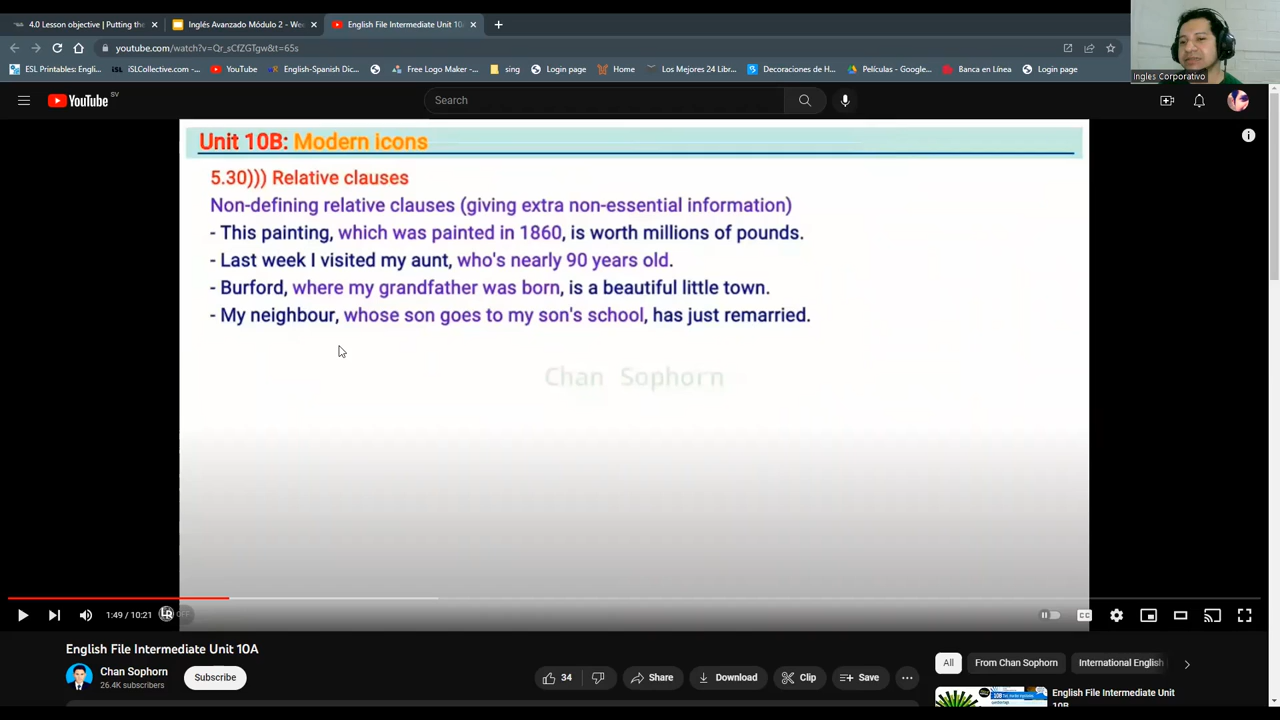 4.0 Lesson objective | Putting the
Inglés Avanzado Módulo 2 - We
English File Intermediate Unit 10A
youtube.com/watch?v=Qr_sCfZGTgw&t=65s
Ingles Corporativo
ESL Printables: Engli...
iSL iSLCollective.com -...
YouTube
English-Spanish Dic...
Free Logo Maker -...
sing
Login page
Home
Los Mejores 24 Libr...
Decoraciones de H...
Películas - Google...
Banca en Línea
Login page
YouTube SV
Search
Unit 10B: Modern icons
5.30))) Relative clauses
Non-defining relative clauses (giving extra non-essential information)
- This painting, which was painted in 1860, is worth millions of pounds.
- Last week I visited my aunt, who's nearly 90 years old.
- Burford, where my grandfather was born, is a beautiful little town.
- My neighbour, whose son goes to my son's school, has just remarried.
Chan Sophorn
1:49 / 10:21
LR OFF
CC
English File Intermediate Unit 10A
Chan Sophorn
26.4K subscribers
Subscribe
34
Share
Download
Clip
Save
All
From Chan Sophorn
International English
English File Intermediate Unit
10B